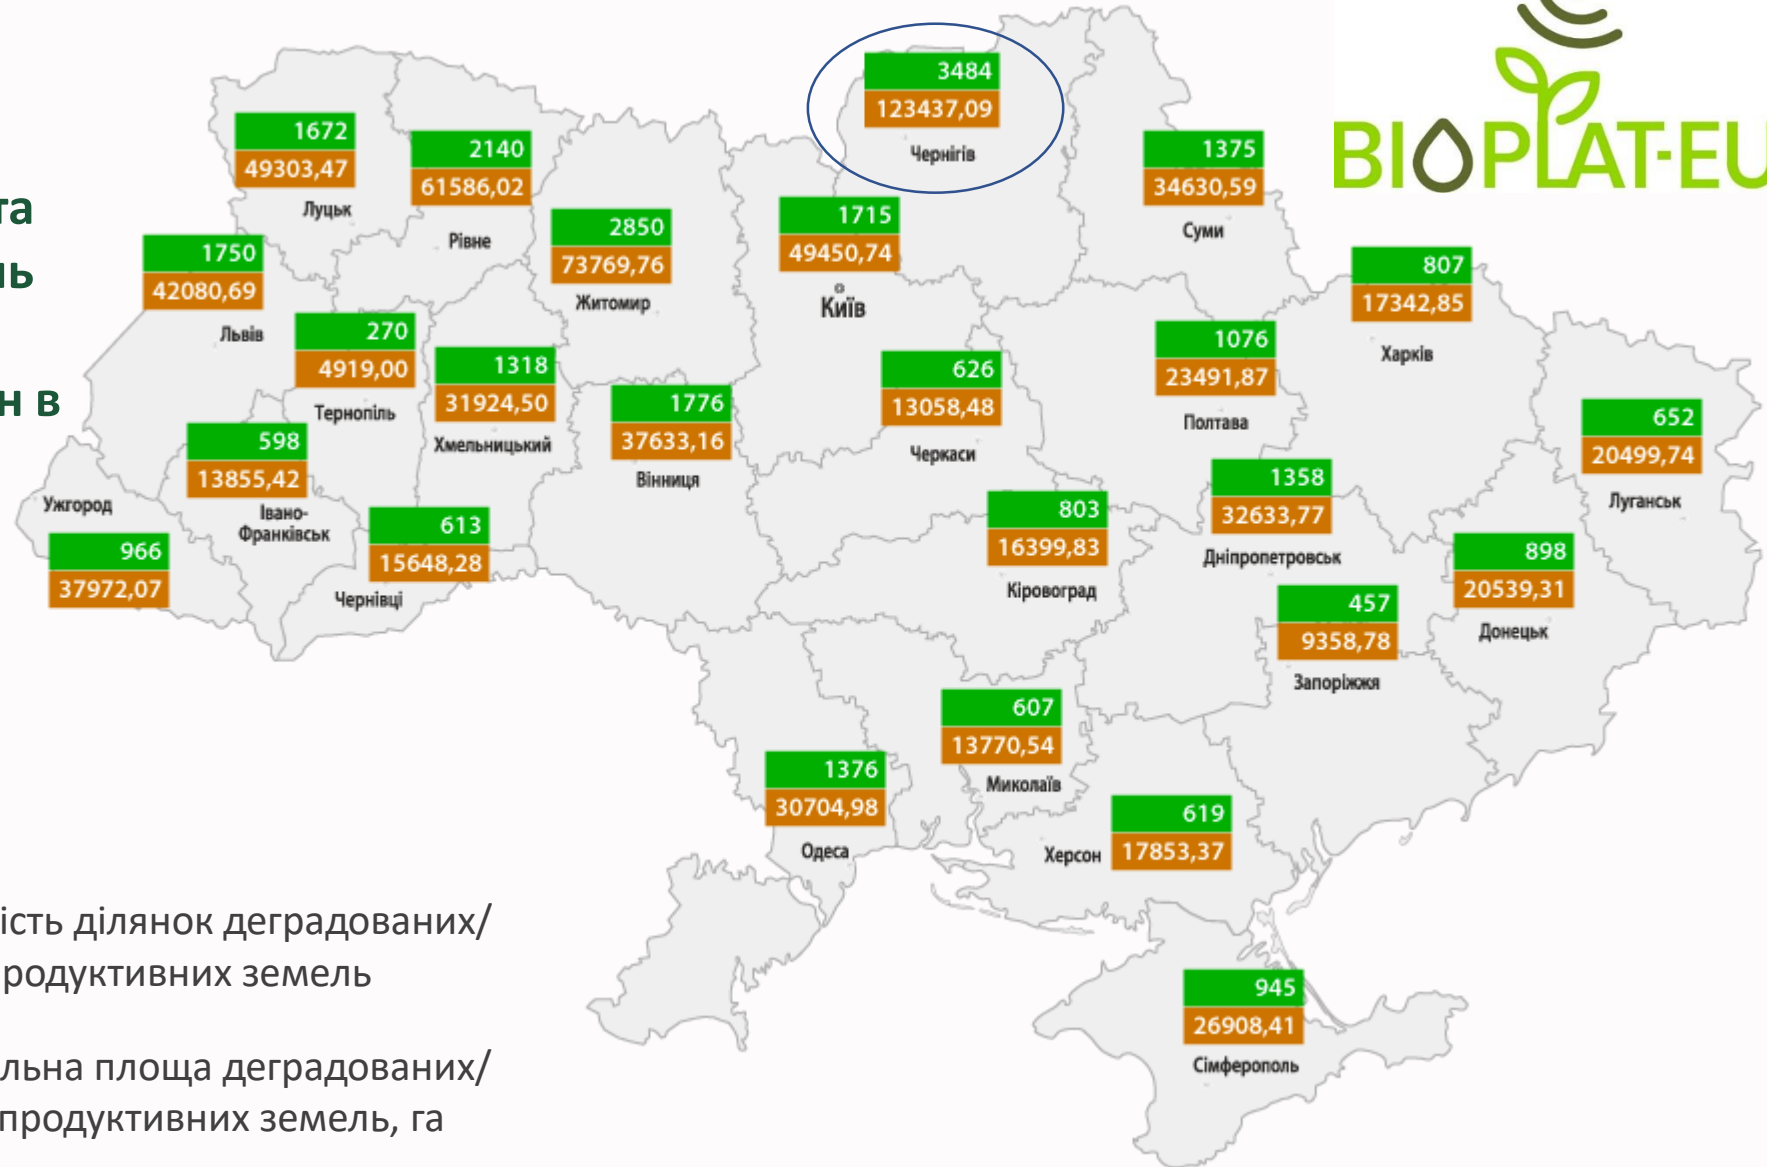 та
н в
3484
123437,09
Чернігів
BIOPLAT-EU
1672
49303,47
Луцьк
2140
61586,02
Рівне
2850
73769,76
Житомир
1715
49450,74
Київ
1375
34630,59
Суми
1750
42080,69
Львів
270
4919,00
Тернопіль
1318
31924,50
Хмельницький
1776
37633,16
Вінниця
626
13058,48
Черкаси
1076
23491,87
Полтава
807
17342,85
Харків
652
20499,74
Луганськ
598
13855,42
Івано-
Франківськ
Ужгород
966
37972,07
613
15648,28
Чернівці
803
16399,83
Кіровоград
1358
32633,77
Дніпропетровськ
898
20539,31
Донецьк
457
9358,78
Запоріжжя
607
13770,54
Миколаїв
1376
30704,98
Одеса
619
17853,37
Херсон
945
26908,41
Сімферополь
ість ділянок деградованих/
продуктивних земель
льна площа деградованих/
продуктивних земель, га